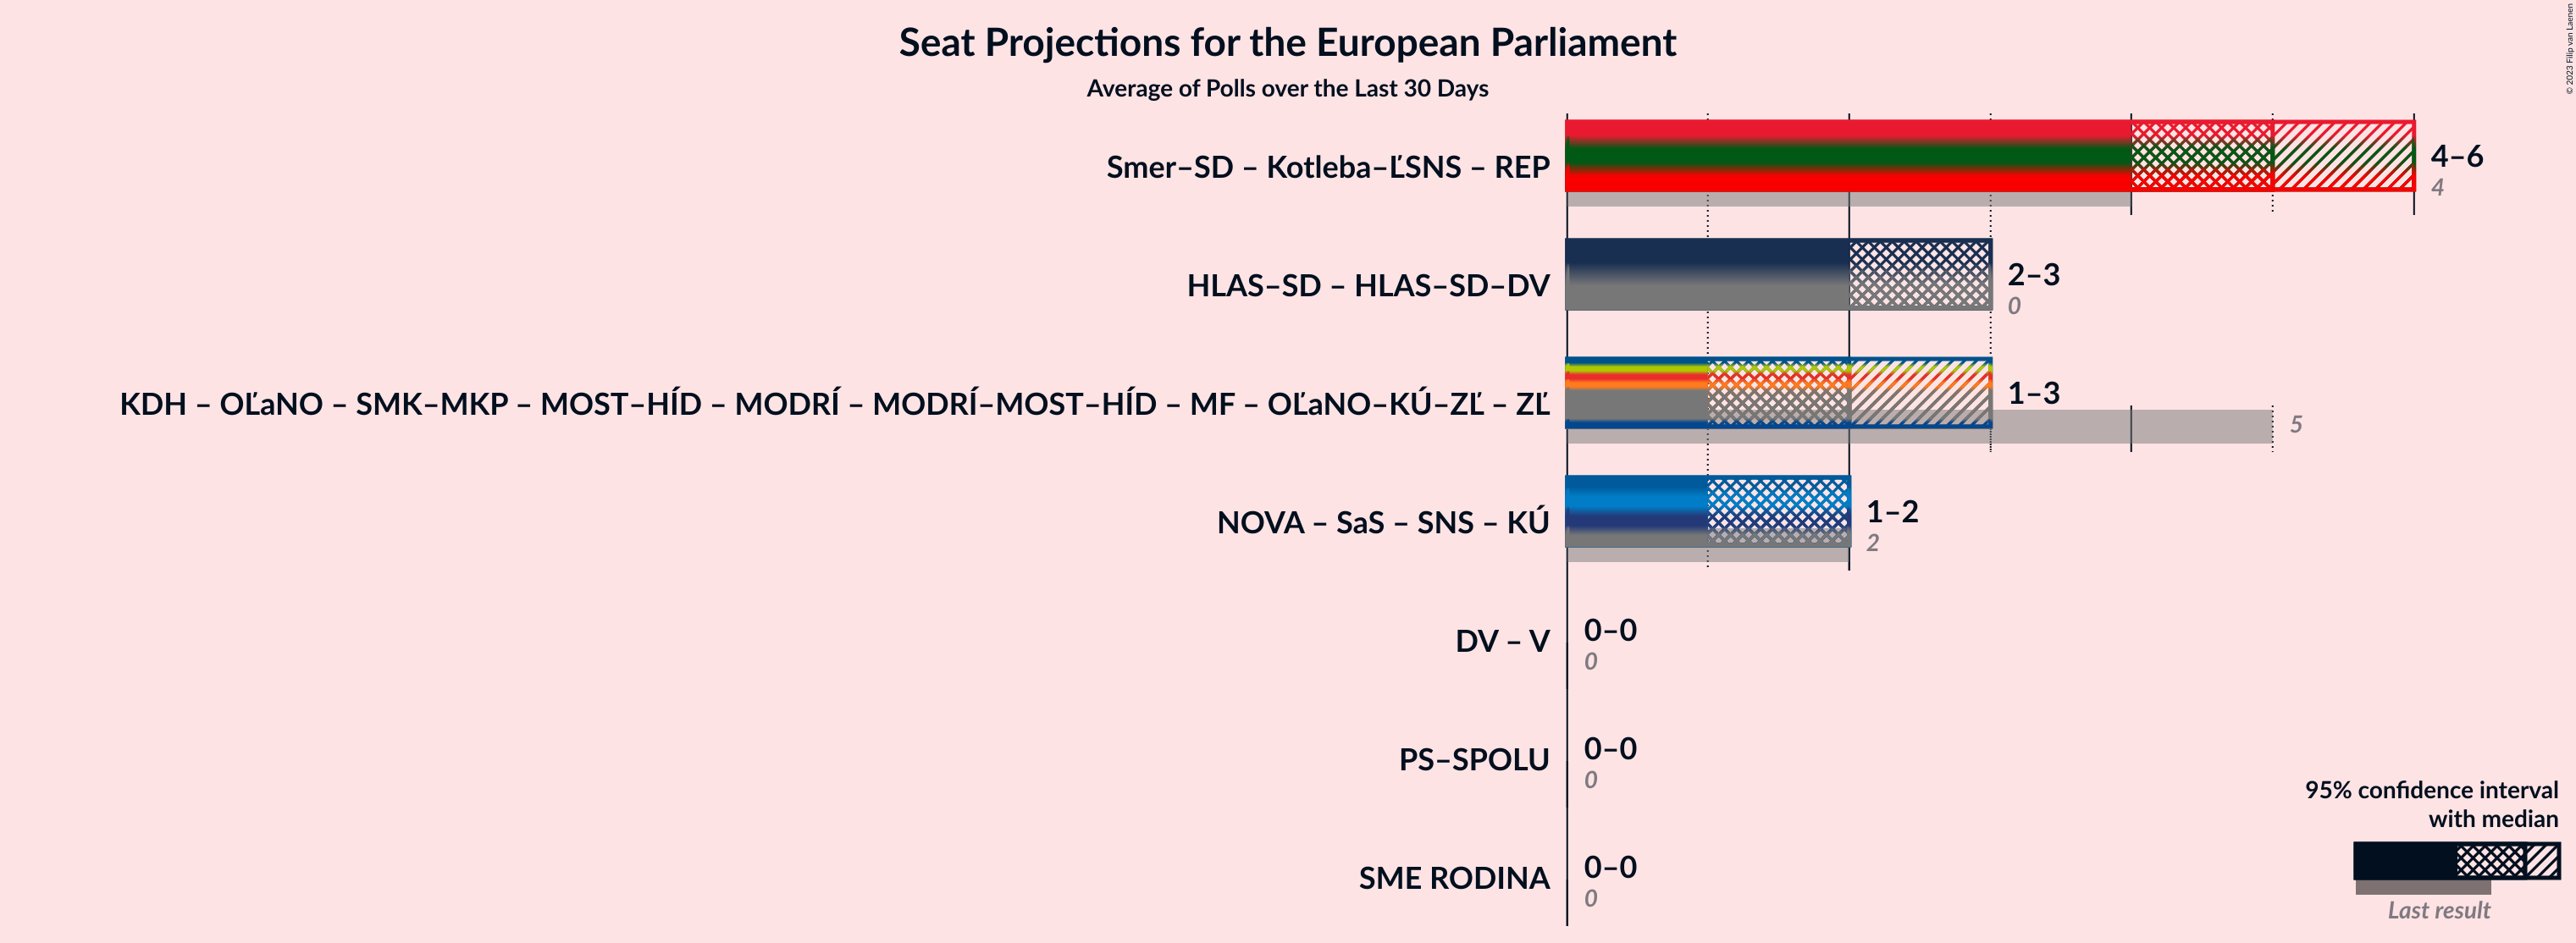 Seat Projections for the European Parliament
Average of Polls over the Last 30 Days
© 2023 Filip van Laenen
Smer–SD – Kotleba–ĽSNS – REP
4–6
4
HLAS–SD – HLAS–SD–DV
2–3
0
KDH – OĽaNO – SMK–MKP – MOST–HÍD – MODRÍ – MODRÍ–MOST–HÍD – MF – OĽaNO–KÚ–ZĽ – ZĽ
1–3
5
NOVA – SaS – SNS – KÚ
1–2
2
DV – V
0–0
0
PS–SPOLU
0–0
0
SME RODINA
0–0
0
95% confidence interval
with median
Last result